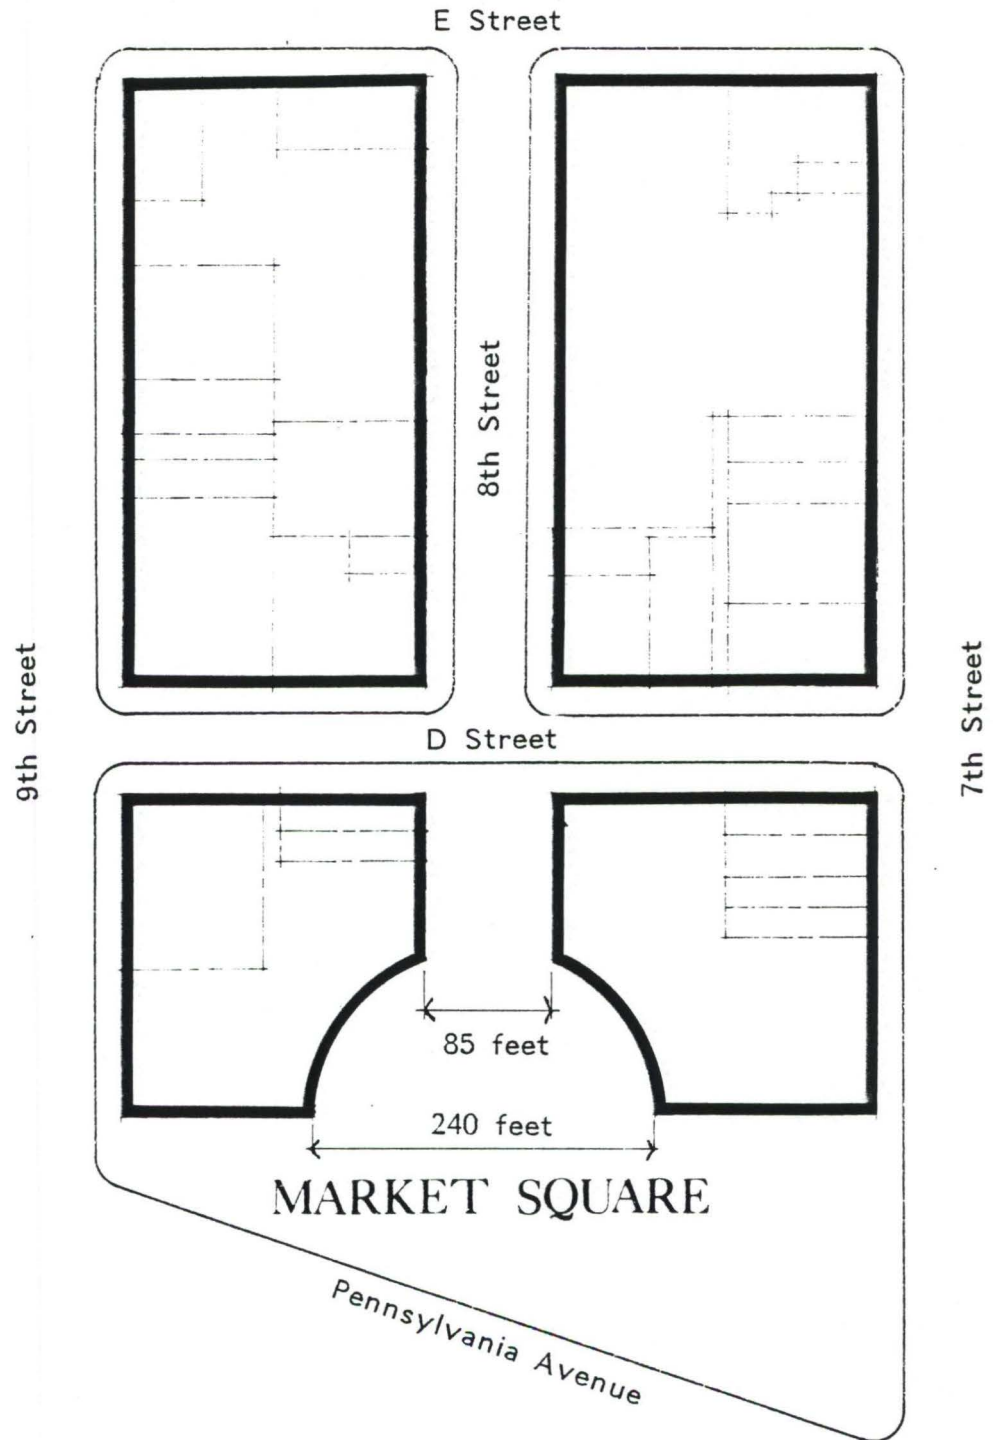 E Street
8th Street
9th Street
7th Street
D Street
85 feet
240 feet
MARKET SQUARE
Pennsylvania Avenue